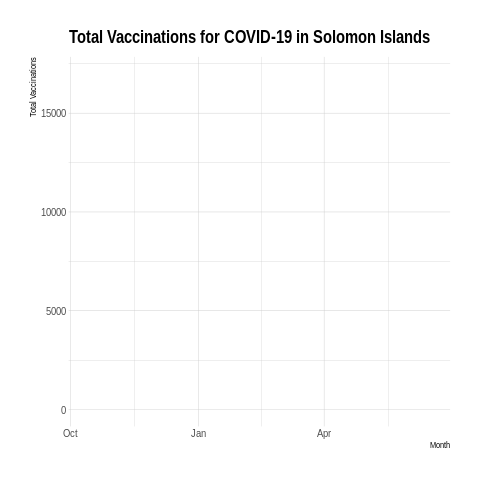 Total Vaccinations for COVID-19 in Solomon Islands
Total Vaccinations
15000
10000
5000
0
Oct
Jan
Apr
Month